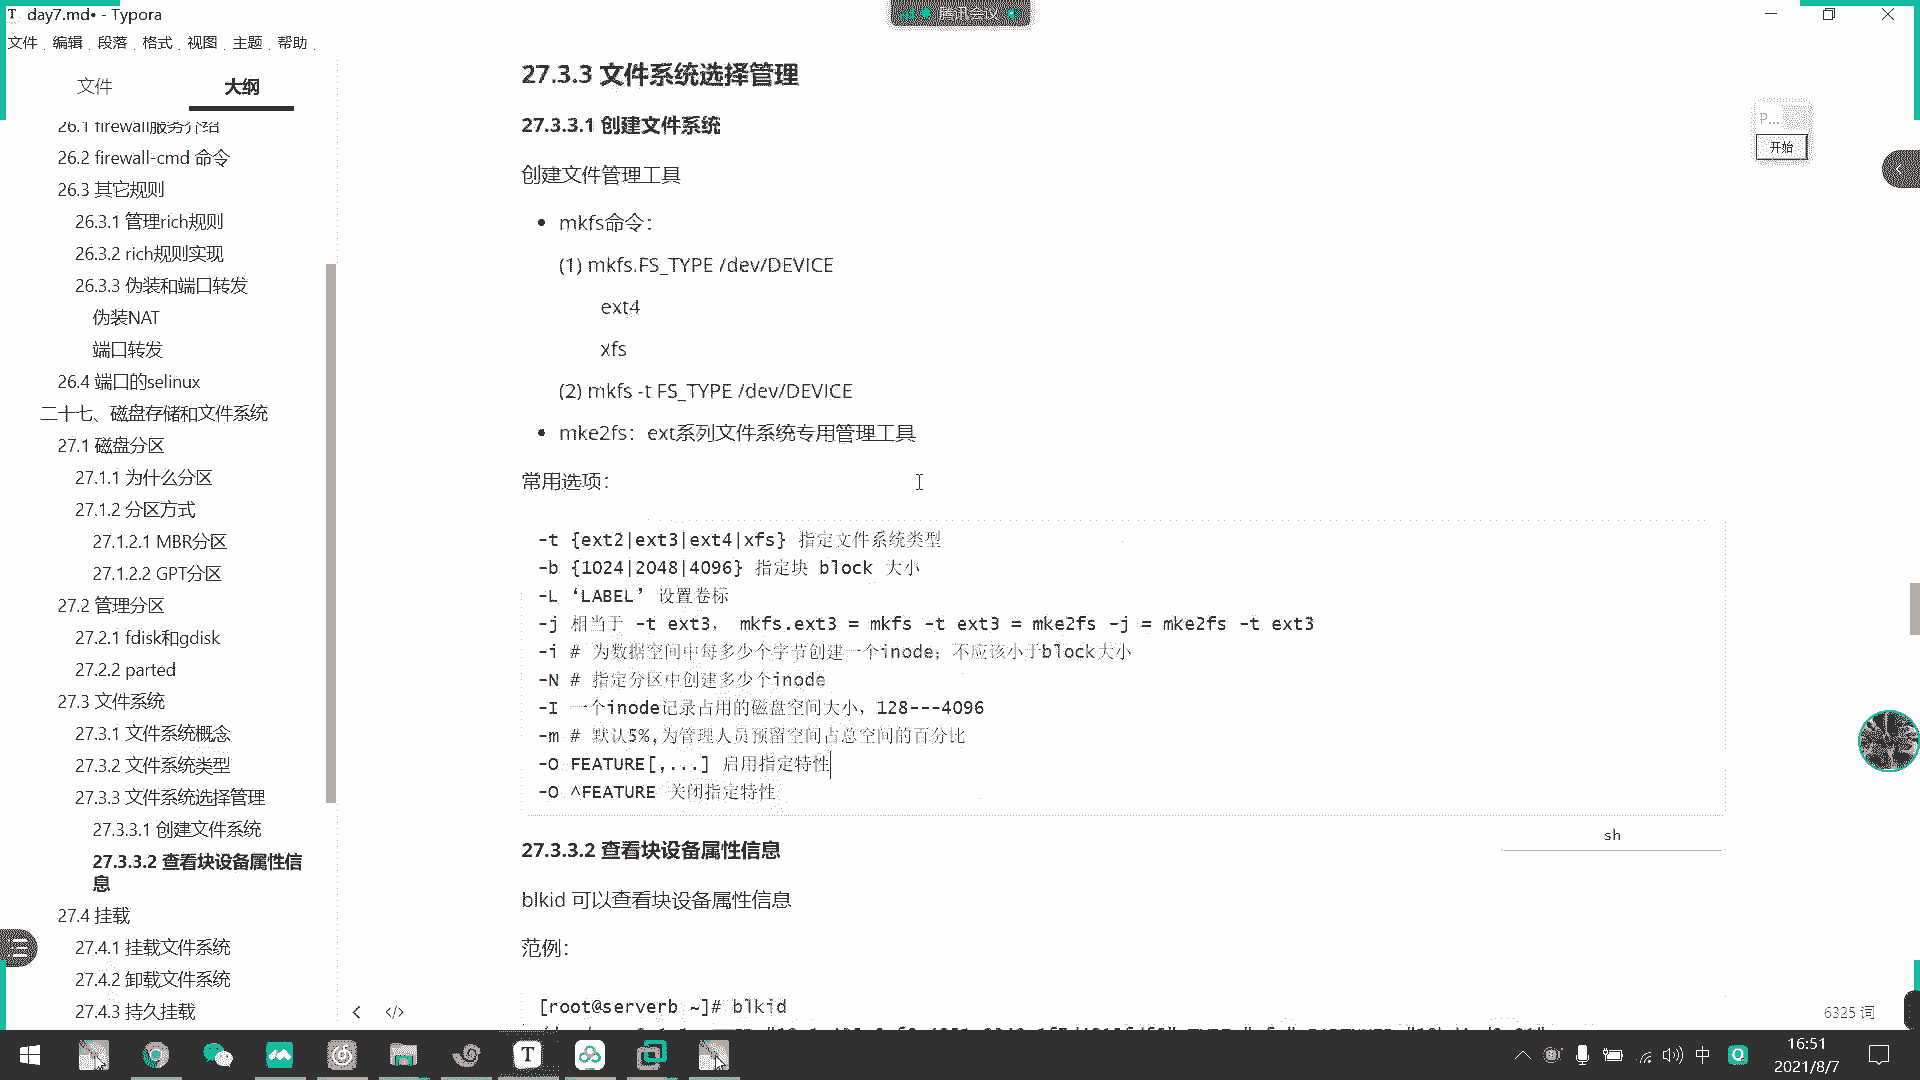 day7.md• - Typora
腾讯会议
文件 编辑 段落 格式 视图 主题 帮助
文件 大纲
26.1 firewall服务介绍
26.2 firewall-cmd 命令
26.3 其它规则
26.3.1 管理rich规则
26.3.2 rich规则实现
26.3.3 伪装和端口转发
伪装NAT
端口转发
26.4 端口的selinux
二十七、磁盘存储和文件系统
27.1 磁盘分区
27.1.1 为什么分区
27.1.2 分区方式
27.1.2.1 MBR分区
27.1.2.2 GPT分区
27.2 管理分区
27.2.1 fdisk和gdisk
27.2.2 parted
27.3 文件系统
27.3.1 文件系统概念
27.3.2 文件系统类型
27.3.3 文件系统选择管理
27.3.3.1 创建文件系统
27.3.3.2 查看块设备属性信
息
27.4 挂载
27.4.1 挂载文件系统
27.4.2 卸载文件系统
27.4.3 持久挂载
27.3.3 文件系统选择管理
27.3.3.1 创建文件系统
创建文件管理工具
• mkfs命令：
(1) mkfs.FS_TYPE /dev/DEVICE
ext4
xfs
(2) mkfs -t FS_TYPE /dev/DEVICE
• mke2fs：ext系列文件系统专用管理工具
常用选项：
-t {ext2|ext3|ext4|xfs} 指定文件系统类型
-b {1024|2048|4096} 指定块 block 大小
-L ‘LABEL’ 设置卷标
-j 相当于 -t ext3， mkfs.ext3 = mkfs -t ext3 = mke2fs -j = mke2fs -t ext3
-i # 为数据空间中每多少个字节创建一个inode；不应该小于block大小
-N # 指定分区中创建多少个inode
-I 一个inode记录占用的磁盘空间大小，128---4096
-m # 默认5%,为管理人员预留空间占总空间的百分比
-O FEATURE[,...] 启用指定特性
-O ^FEATURE 关闭指定特性
sh
27.3.3.2 查看块设备属性信息
blkid 可以查看块设备属性信息
范例：
[root@serverb ~]# blkid
P...
开始
6325 词
中
16:51
2021/8/7